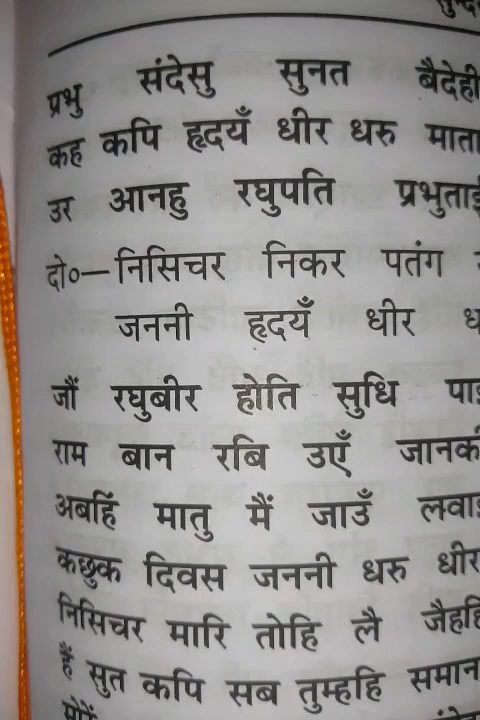 प्रभु संदेसु सुनत बैदेही
कह कपि हृदयँ धीर धरु माता
उर आनहु रघुपति प्रभुताई
दो०—निसिचर निकर पतंग
जननी हृदयँ धीर
जौं रघुबीर होति सुधि पाई
राम बान रबि उएँ जानकी
अबहिं मातु मैं जाउँ लवाई
कछुक दिवस जननी धरु धीर
निसिचर मारि तोहि लै जैहहिं
हैं सुत कपि सब तुम्हहि समान
मोरें